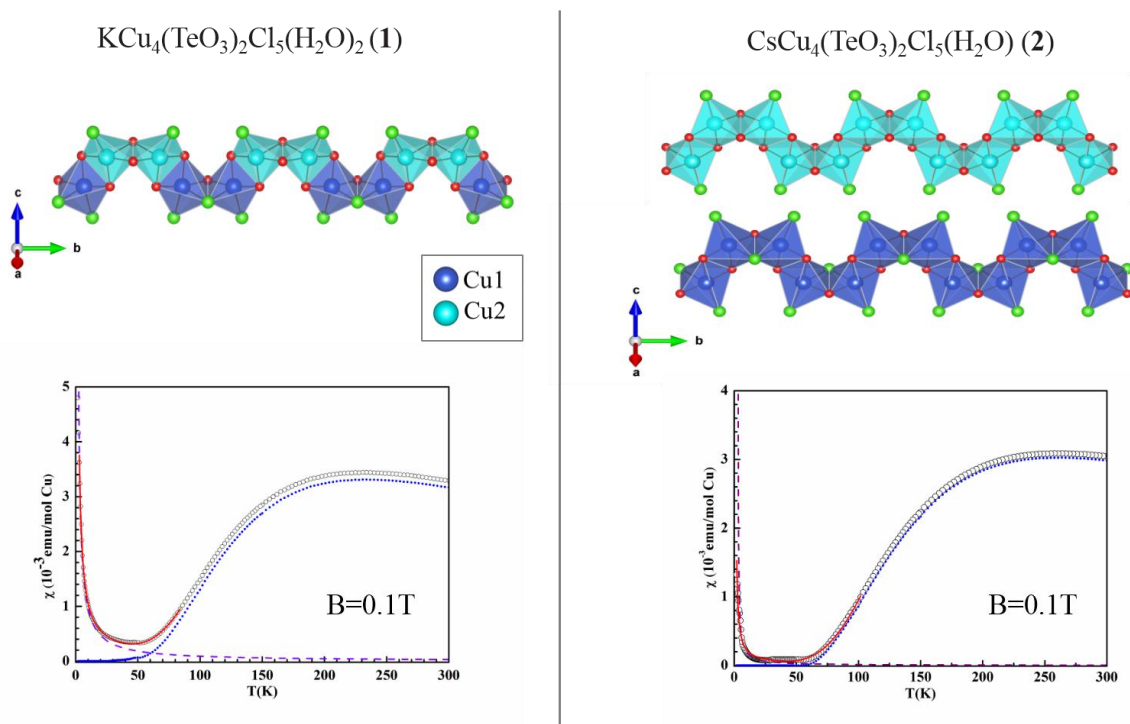 KCu₄(TeO₃)₂Cl₅(H₂O)₂ (1)
c
b
a
Cu1
Cu2
5
4
3
2
1
0
χ (10⁻³emu/mol Cu)
B=0.1T
0 50 100 150 200 250 300
T(K)
CsCu₄(TeO₃)₂Cl₅(H₂O) (2)
c
b
a
4
3
2
1
0
χ (10⁻³emu/mol Cu)
B=0.1T
0 50 100 150 200 250 300
T(K)